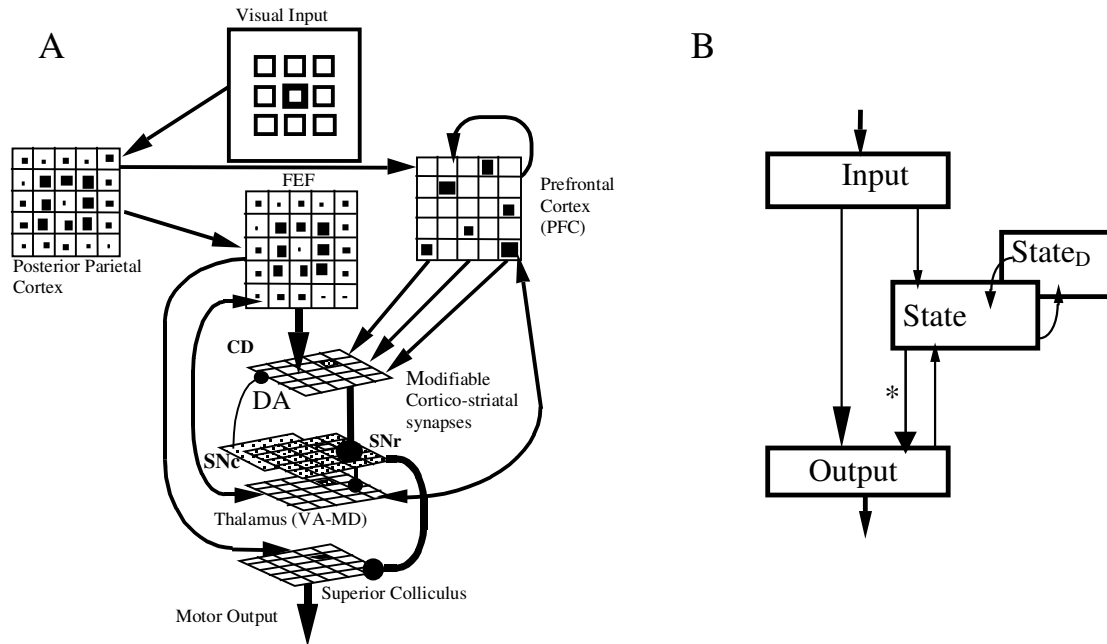 A
Visual Input
FEF
Prefrontal
Cortex
(PFC)
Posterior Parietal
Cortex
CD
DA
Modifiable
Cortico-striatal
synapses
SNc
SNr
Thalamus (VA-MD)
Superior Colliculus
Motor Output
B
Input
StateD
State
*
Output